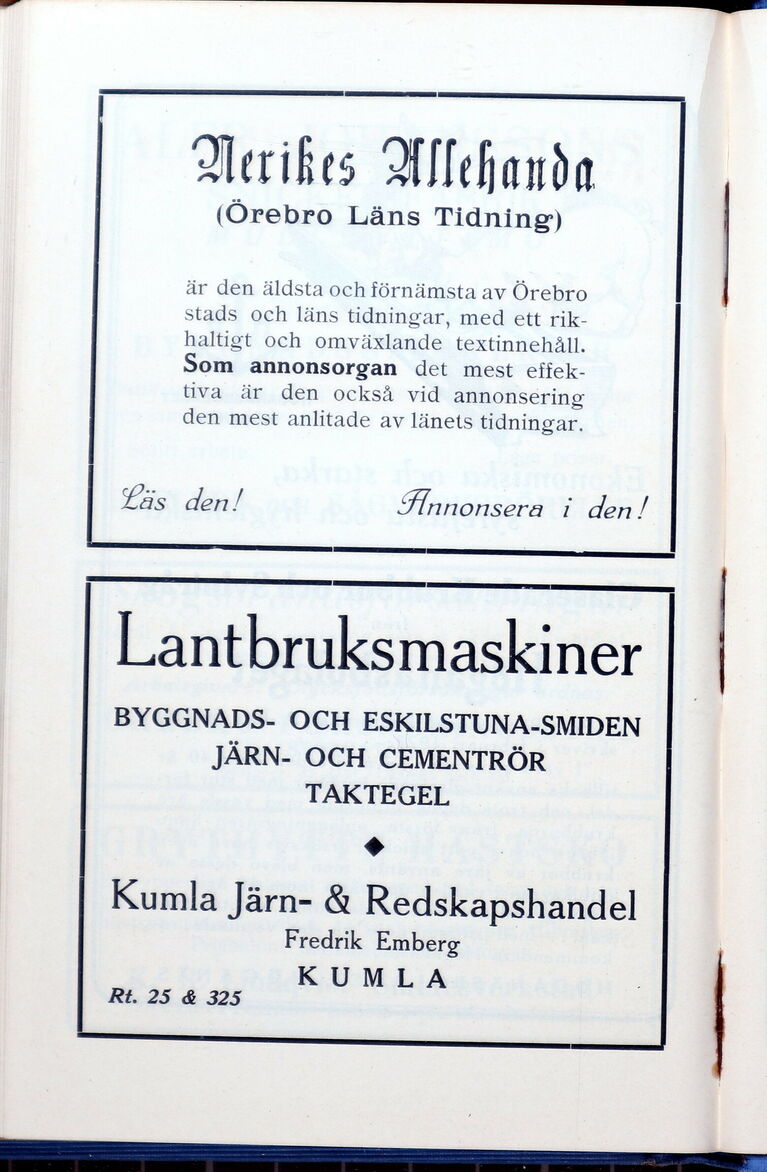 Nerikes Allehanda
(Örebro Läns Tidning)
är den äldsta och förnämsta av Örebro
stads och läns tidningar, med ett rik-
haltigt och omväxlande textinnehåll.
Som annonsorgan det mest effek-
tiva är den också vid annonsering
den mest anlitade av länets tidningar.
Läs den! Annonsera i den!
Lantbruksmaskiner
BYGGNADS- OCH ESKILSTUNA-SMIDEN
JÄRN- OCH CEMENTRÖR
TAKTEGEL
Kumla Järn- & Redskapshandel
Fredrik Emberg
KUMLA
Rt. 25 & 325